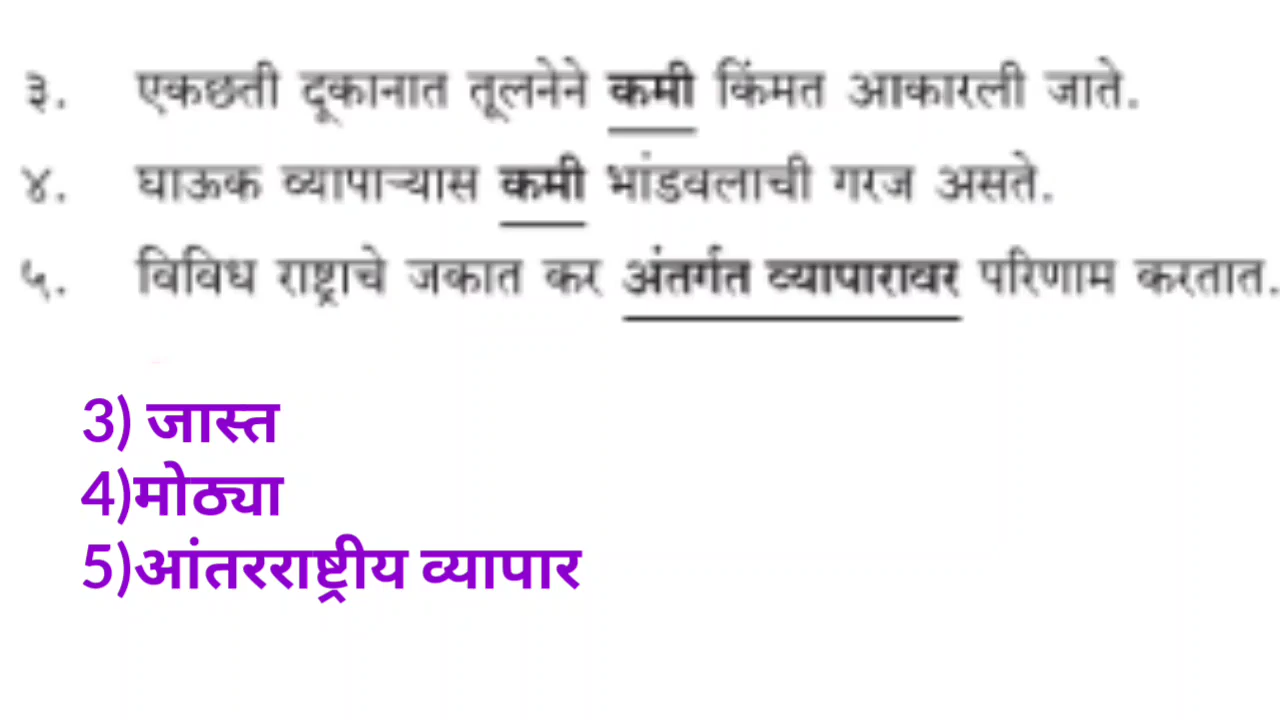 ३. एकछती दूकानात तूलनेने कमी किंमत आकारली जाते.
४. घाऊक व्यापाऱ्यास कमी भांडवलाची गरज असते.
५. विविध राष्ट्राचे जकात कर अंतर्गत व्यापारावर परिणाम करतात.
3) जास्त
4)मोठ्या
5)आंतरराष्ट्रीय व्यापार